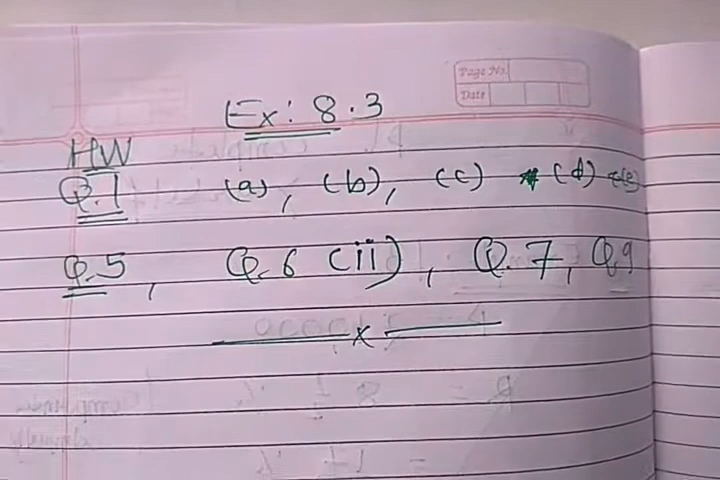 Page No.
Date
Ex: 8.3
HW
Q.1 (a), (b), (c) (d) (e)
Q.5, Q.6 (ii), Q.7, Q.9
x